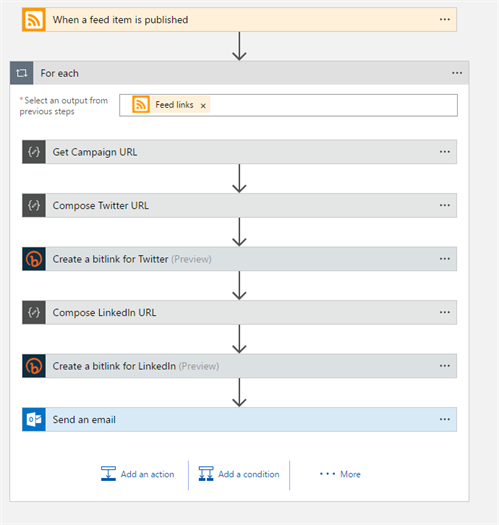 When a feed item is published
For each
*Select an output from
previous steps
Feed links x
Get Campaign URL
Compose Twitter URL
Create a bitlink for Twitter (Preview)
Compose LinkedIn URL
Create a bitlink for LinkedIn (Preview)
Send an email
Add an action
Add a condition
··· More